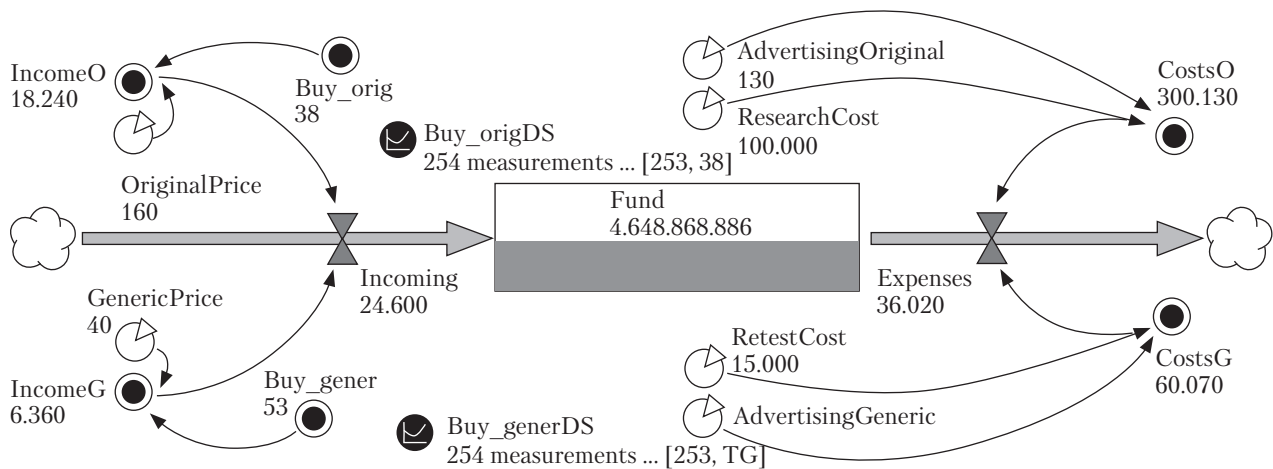 IncomeO
18.240
Buy_orig
38
OriginalPrice
160
Buy_origDS
254 measurements ... [253, 38]
AdvertisingOriginal
130
ResearchCost
100.000
CostsO
300.130
Fund
4.648.868.886
Incoming
24.600
Expenses
36.020
GenericPrice
40
IncomeG
6.360
Buy_gener
53
Buy_generDS
254 measurements ... [253, TG]
RetestCost
15.000
AdvertisingGeneric
CostsG
60.070